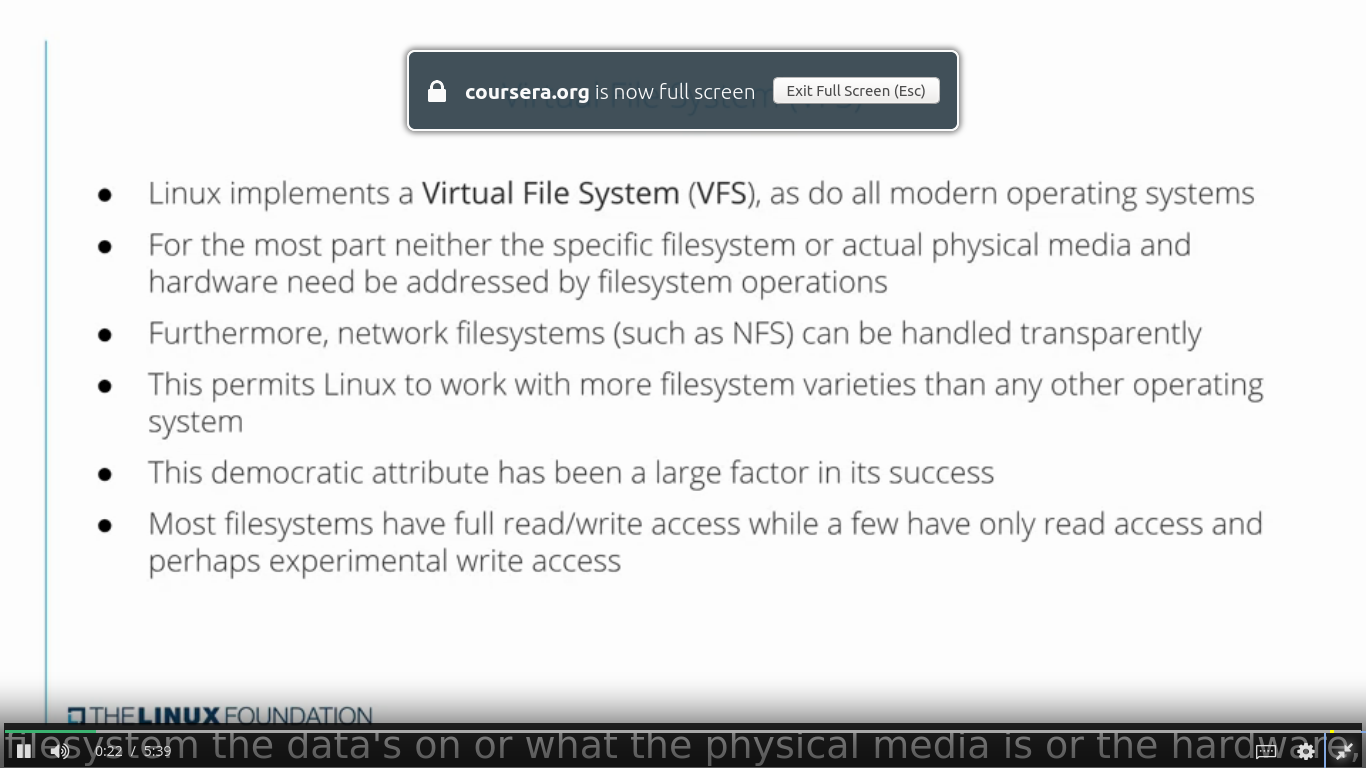 coursera.org is now full screen
Exit Full Screen (Esc)
● Linux implements a Virtual File System (VFS), as do all modern operating systems
● For the most part neither the specific filesystem or actual physical media and
hardware need be addressed by filesystem operations
● Furthermore, network filesystems (such as NFS) can be handled transparently
● This permits Linux to work with more filesystem varieties than any other operating
system
● This democratic attribute has been a large factor in its success
● Most filesystems have full read/write access while a few have only read access and
perhaps experimental write access
THE LINUX FOUNDATION
filesystem the data's on or what the physical media is or the hardware,
0:22 / 5:39